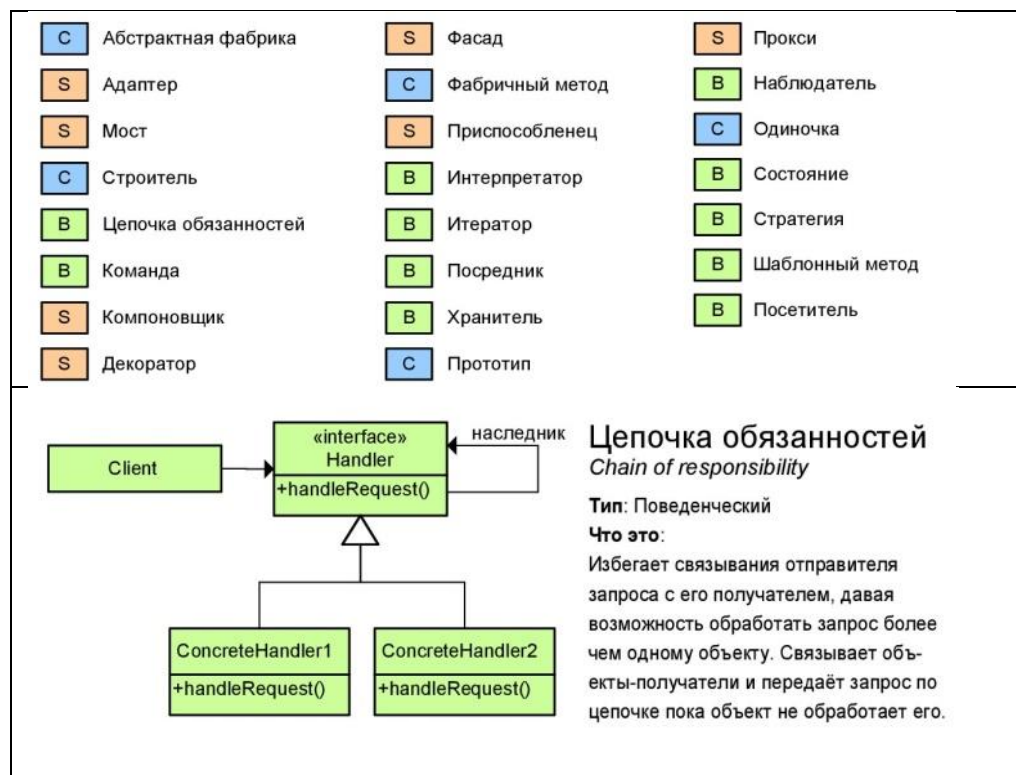 C Абстрактная фабрика
S Адаптер
S Мост
C Строитель
B Цепочка обязанностей
B Команда
S Компоновщик
S Декоратор
S Фасад
C Фабричный метод
S Приспособленец
B Интерпретатор
B Итератор
B Посредник
B Хранитель
C Прототип
S Прокси
B Наблюдатель
C Одиночка
B Состояние
B Стратегия
B Шаблонный метод
B Посетитель
Client
«interface»
Handler
+handleRequest()
наследник
ConcreteHandler1
+handleRequest()
ConcreteHandler2
+handleRequest()
Цепочка обязанностей
Chain of responsibility
Тип: Поведенческий
Что это:
Избегает связывания отправителя
запроса с его получателем, давая
возможность обработать запрос более
чем одному объекту. Связывает объ-
екты-получатели и передаёт запрос по
цепочке пока объект не обработает его.